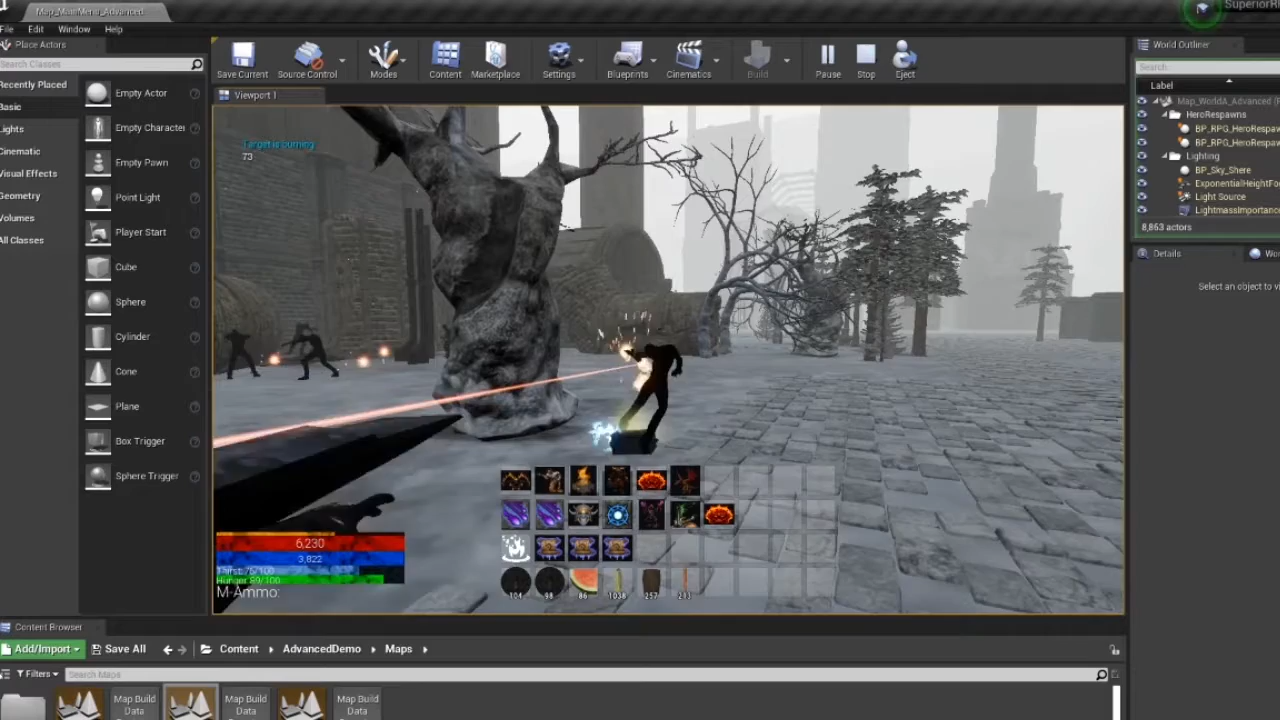 Map_MainMenu_Advanced
File Edit Window Help
Place Actors
Search Classes
Recently Placed
Basic
Lights
Cinematic
Visual Effects
Geometry
Volumes
All Classes
Empty Actor
Empty Character
Empty Pawn
Point Light
Player Start
Cube
Sphere
Cylinder
Cone
Plane
Box Trigger
Sphere Trigger
Save Current Source Control Modes Content Marketplace Settings Blueprints Cinematics Build Pause Stop Eject
Viewport 1
Target is burning
73
6,230
3,822
Thirst: 76/100
Hunger: 89/100
M-Ammo:
104 98 86 1038 257 213
World Outliner
Search
Label
Map_WorldA_Advanced
HeroRespawns
BP_RPG_HeroRespaw
BP_RPG_HeroRespaw
Lighting
BP_Sky_Shere
ExponentialHeightFo
Light Source
LightmassImportanc
8,863 actors
Details
Select an object to vi
Content Browser
Add/Import Save All Content AdvancedDemo Maps
Filters Search Maps
Map Build Data
Map Build Data
Map Build Data